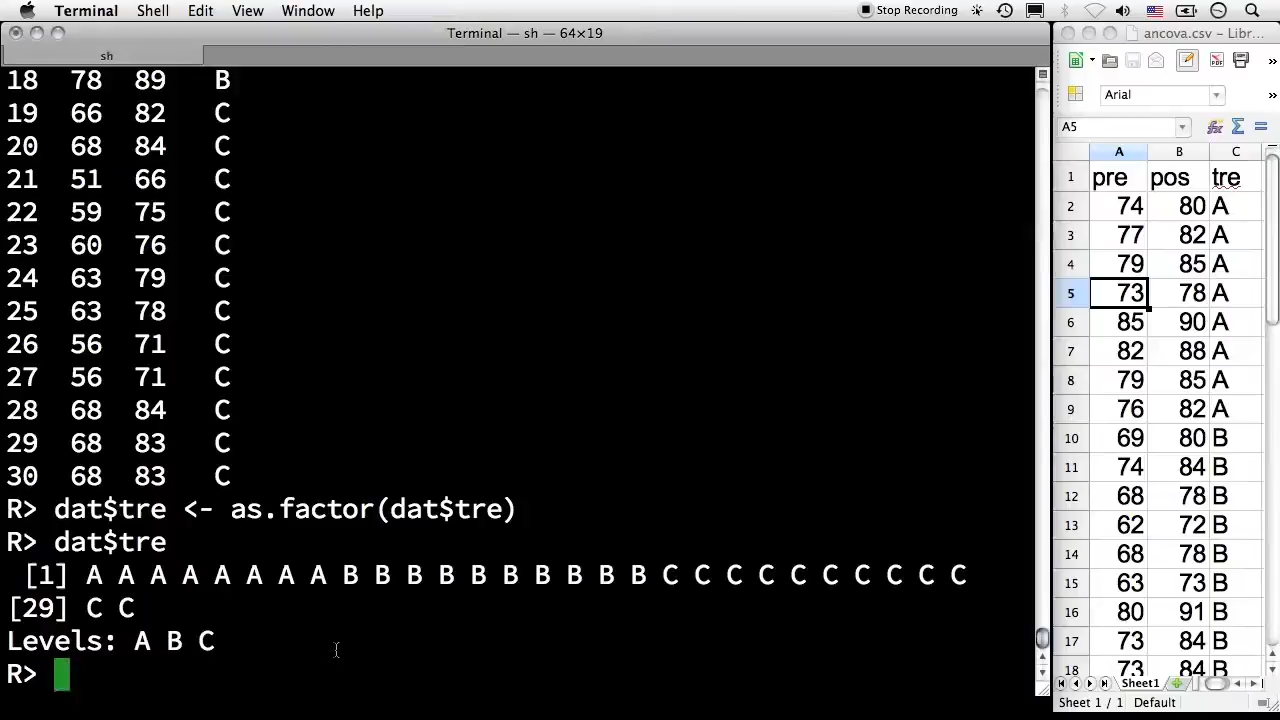 Terminal Shell Edit View Window Help Stop Recording
Terminal — sh — 64×19
sh
18 78 89 B
19 66 82 C
20 68 84 C
21 51 66 C
22 59 75 C
23 60 76 C
24 63 79 C
25 63 78 C
26 56 71 C
27 56 71 C
28 68 84 C
29 68 83 C
30 68 83 C
R> dat$tre <- as.factor(dat$tre)
R> dat$tre
[1] A A A A A A A A B B B B B B B B B B C C C C C C C C C C
[29] C C
Levels: A B C
R>
ancova.csv – Libr...
Arial
A5
A B C
1 pre pos tre
2 74 80 A
3 77 82 A
4 79 85 A
5 73 78 A
6 85 90 A
7 82 88 A
8 79 85 A
9 76 82 A
10 69 80 B
11 74 84 B
12 68 78 B
13 62 72 B
14 68 78 B
15 63 73 B
16 80 91 B
17 73 84 B
18 73 84 B
Sheet1
Sheet 1 / 1 Default